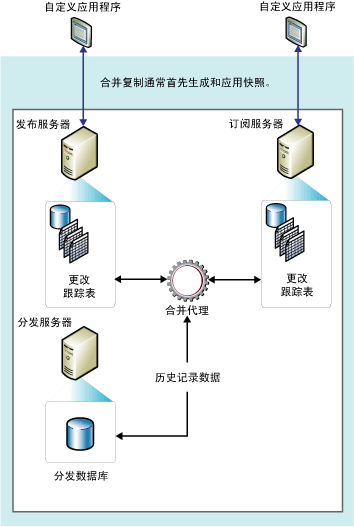 自定义应用程序
自定义应用程序
合并复制通常首先生成和应用快照。
发布服务器
订阅服务器
更改
跟踪表
更改
跟踪表
合并代理
分发服务器
历史记录数据
分发数据库